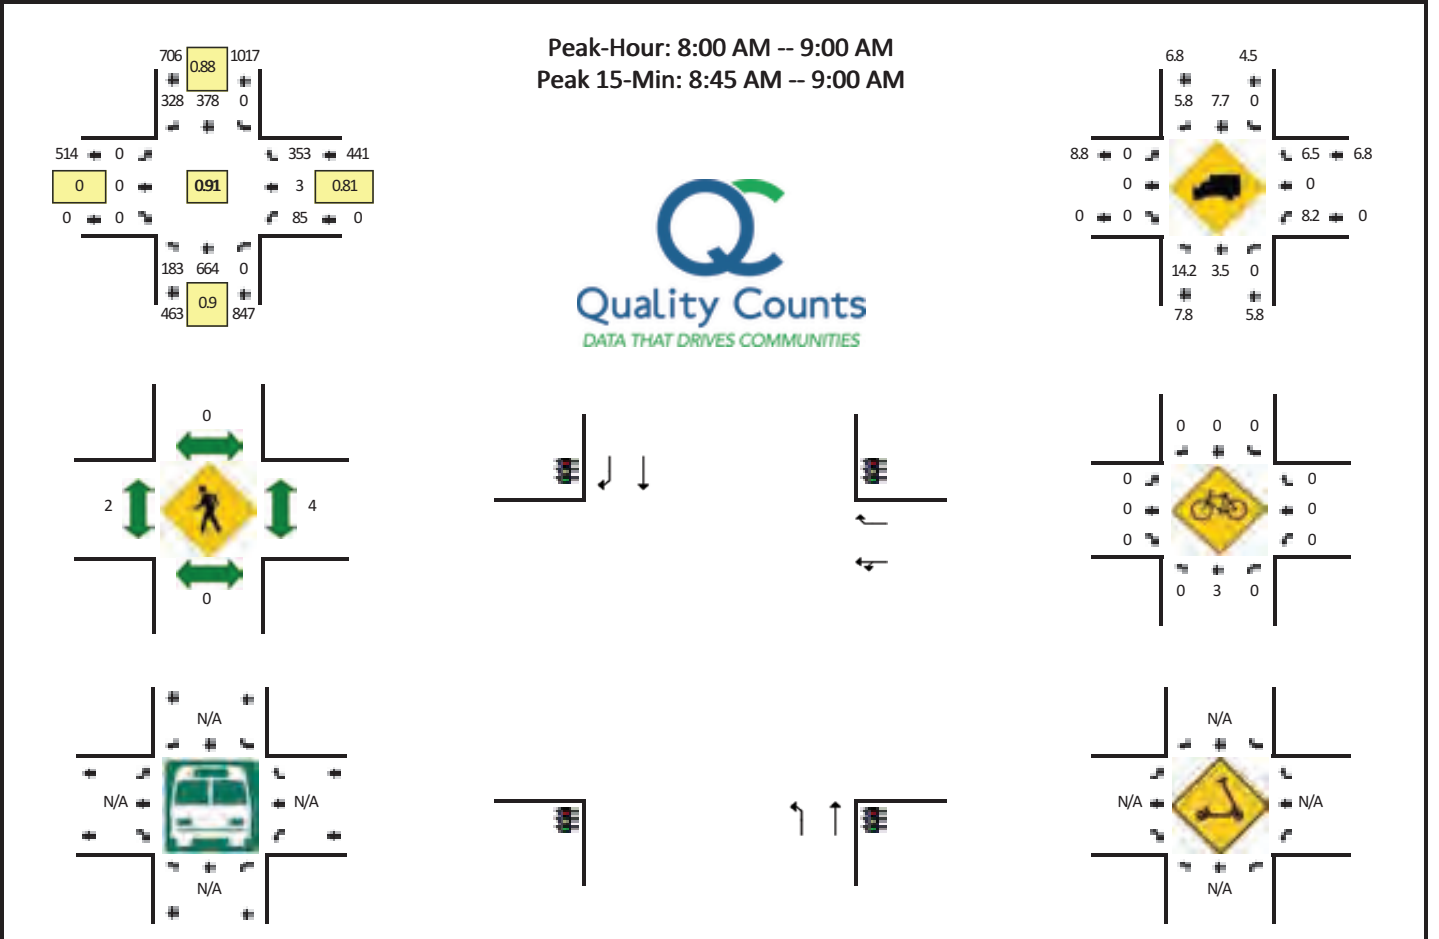 Peak-Hour: 8:00 AM -- 9:00 AM
Peak 15-Min: 8:45 AM -- 9:00 AM
706 0.88 1017
328 378 0
514 0 353 441
0 0 0.91 3 0.81
0 0 85 0
183 664 0
463 0.9 847
Quality Counts
DATA THAT DRIVES COMMUNITIES
6.8 4.5
5.8 7.7 0
8.8 0 6.5 6.8
0 0
0 0 8.2 0
14.2 3.5 0
7.8 5.8
0
2 4
0
0 0 0
0 0
0 0
0 0
0 3 0
N/A
N/A N/A
N/A
N/A
N/A N/A
N/A